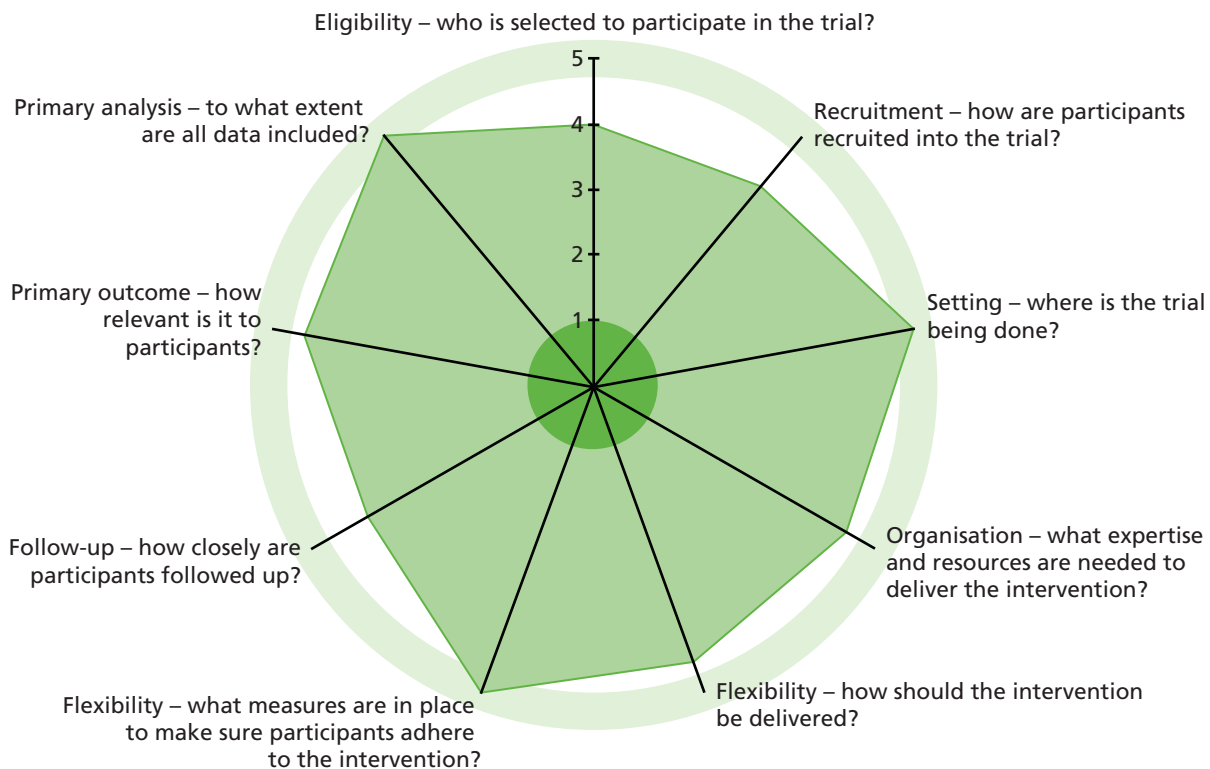 Eligibility – who is selected to participate in the trial?
5
4
3
2
1
Recruitment – how are participants
recruited into the trial?
Setting – where is the trial
being done?
Organisation – what expertise
and resources are needed to
deliver the intervention?
Flexibility – how should the intervention
be delivered?
Flexibility – what measures are in place
to make sure participants adhere
to the intervention?
Follow-up – how closely are
participants followed up?
Primary outcome – how
relevant is it to
participants?
Primary analysis – to what extent
are all data included?